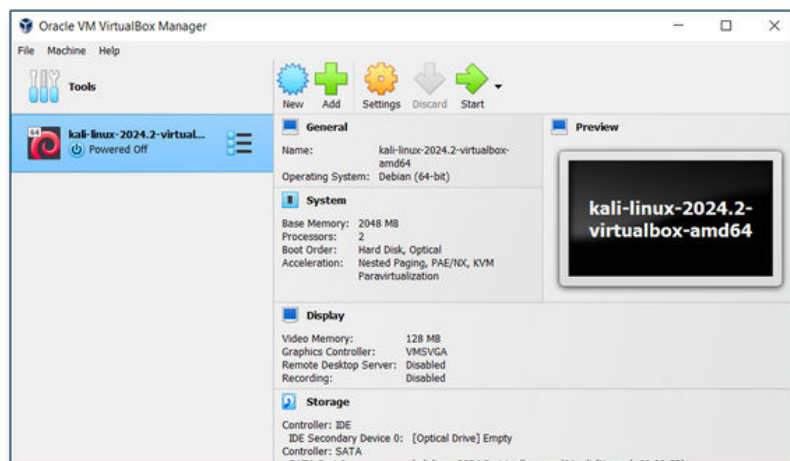 Oracle VM VirtualBox Manager
File Machine Help
Tools
New Add Settings Discard Start
64
kali-linux-2024.2-virtual...
Powered Off
General
Name: kali-linux-2024.2-virtualbox-
amd64
Operating System: Debian (64-bit)
Preview
kali-linux-2024.2-
virtualbox-amd64
System
Base Memory: 2048 MB
Processors: 2
Boot Order: Hard Disk, Optical
Acceleration: Nested Paging, PAE/NX, KVM
Paravirtualization
Display
Video Memory: 128 MB
Graphics Controller: VMSVGA
Remote Desktop Server: Disabled
Recording: Disabled
Storage
Controller: IDE
IDE Secondary Device 0: [Optical Drive] Empty
Controller: SATA